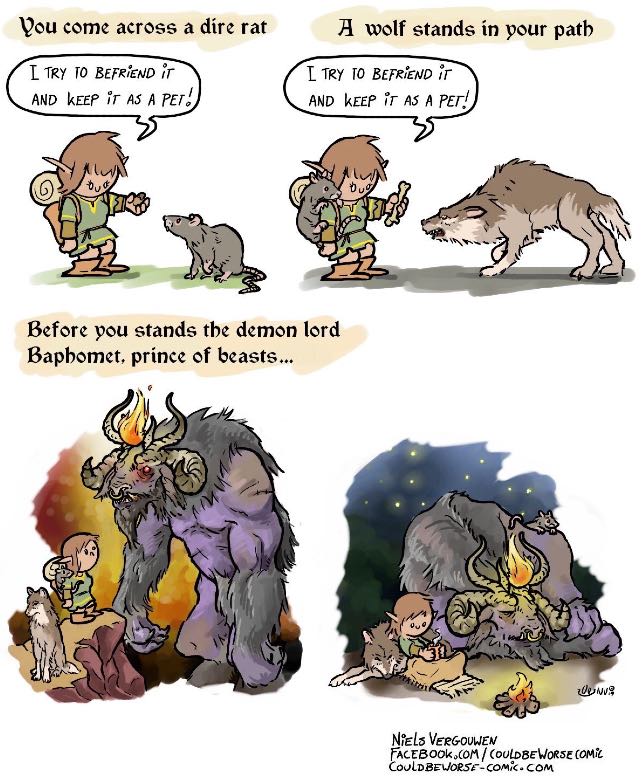 You come across a dire rat
I TRY TO BEFRIEND IT
AND KEEP IT AS A PET!
A wolf stands in your path
I TRY TO BEFRIEND IT
AND KEEP IT AS A PET!
Before you stands the demon lord
Baphomet, prince of beasts...
NIELS VERGOUWEN
FACEBOOK.COM/COULDBEWORSECOMIC
COULDBEWORSE-COMIC.COM